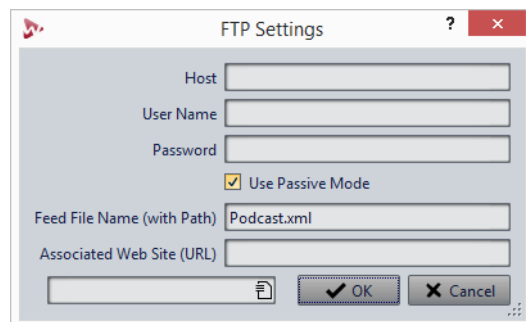 FTP Settings
?
Host
User Name
Password
Use Passive Mode
Feed File Name (with Path) Podcast.xml
Associated Web Site (URL)
OK Cancel